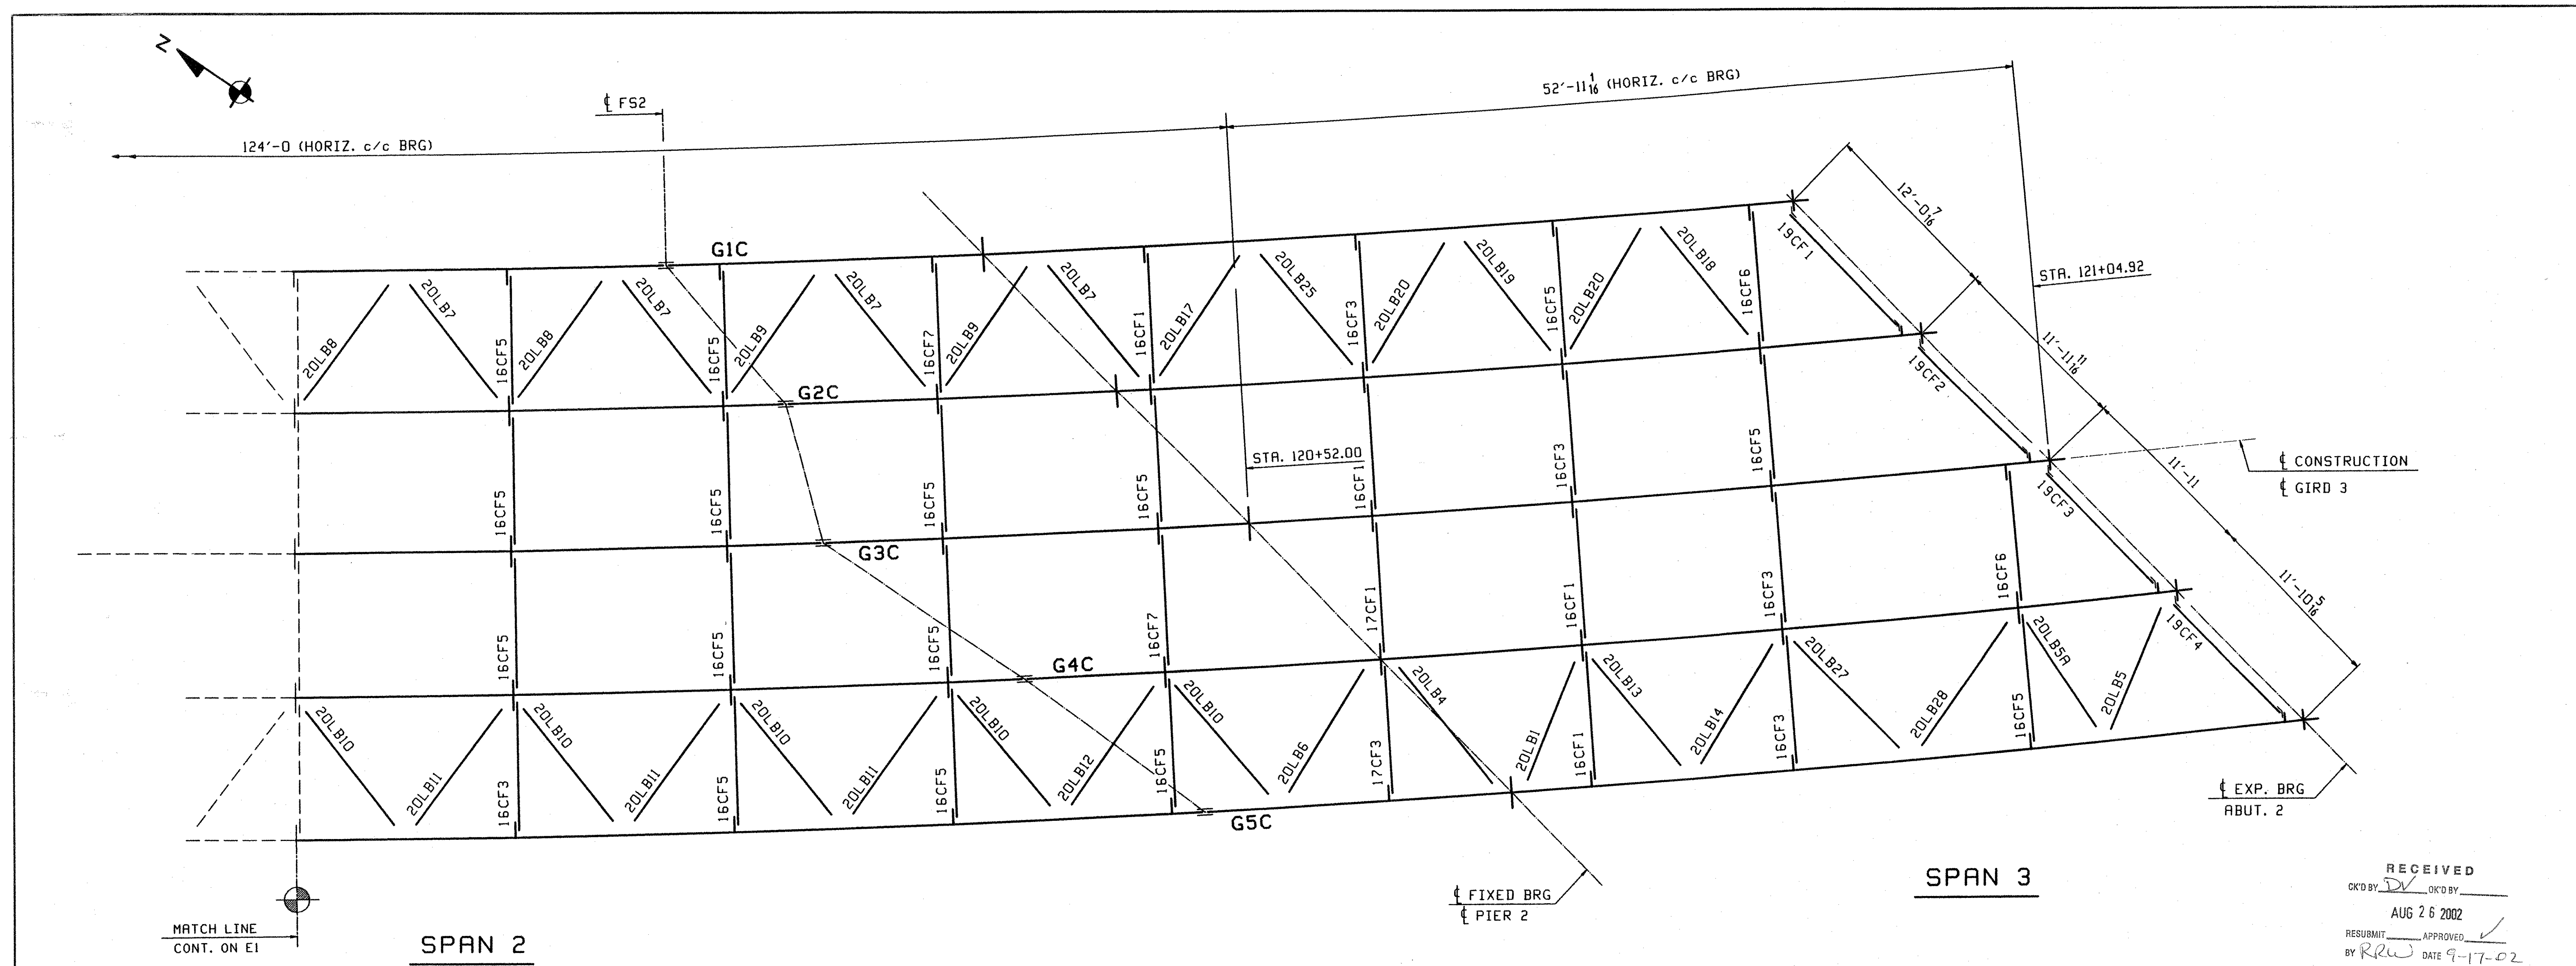 N
℄ FS2
124'-0 (HORIZ. c/c BRG)
52'-11 1/16 (HORIZ. c/c BRG)
12'-0 7/16
11'-11 11/16
11'-11
11'-10 5/16
STA. 121+04.92
STA. 120+52.00
G1C
20LB8
20LB7
16CF5
20LB8
20LB7
16CF5
20LB9
20LB7
16CF7
20LB9
20LB7
16CF1
20LB17
20LB25
16CF3
20LB20
20LB19
16CF5
20LB20
20LB18
16CF6
19CF1
G2C
16CF5
16CF5
16CF5
16CF5
16CF1
16CF3
16CF5
19CF2
℄ CONSTRUCTION
℄ GIRD 3
G3C
16CF5
16CF5
16CF5
16CF7
17CF1
16CF1
16CF3
16CF6
19CF3
G4C
20LB10
20LB11
16CF3
20LB10
20LB11
16CF5
20LB10
20LB11
16CF5
20LB10
20LB12
16CF5
20LB10
20LB6
17CF3
20LB4
20LB1
16CF1
20LB13
20LB14
16CF3
20LB27
20LB28
16CF5
20LB5A
20LB5
19CF4
G5C
℄ EXP. BRG
ABUT. 2
℄ FIXED BRG
℄ PIER 2
MATCH LINE
CONT. ON E1
SPAN 2
SPAN 3
RECEIVED
CK'D BY DV OK'D BY
AUG 26 2002
RESUBMIT APPROVED ✓
BY RRW DATE 9-17-02